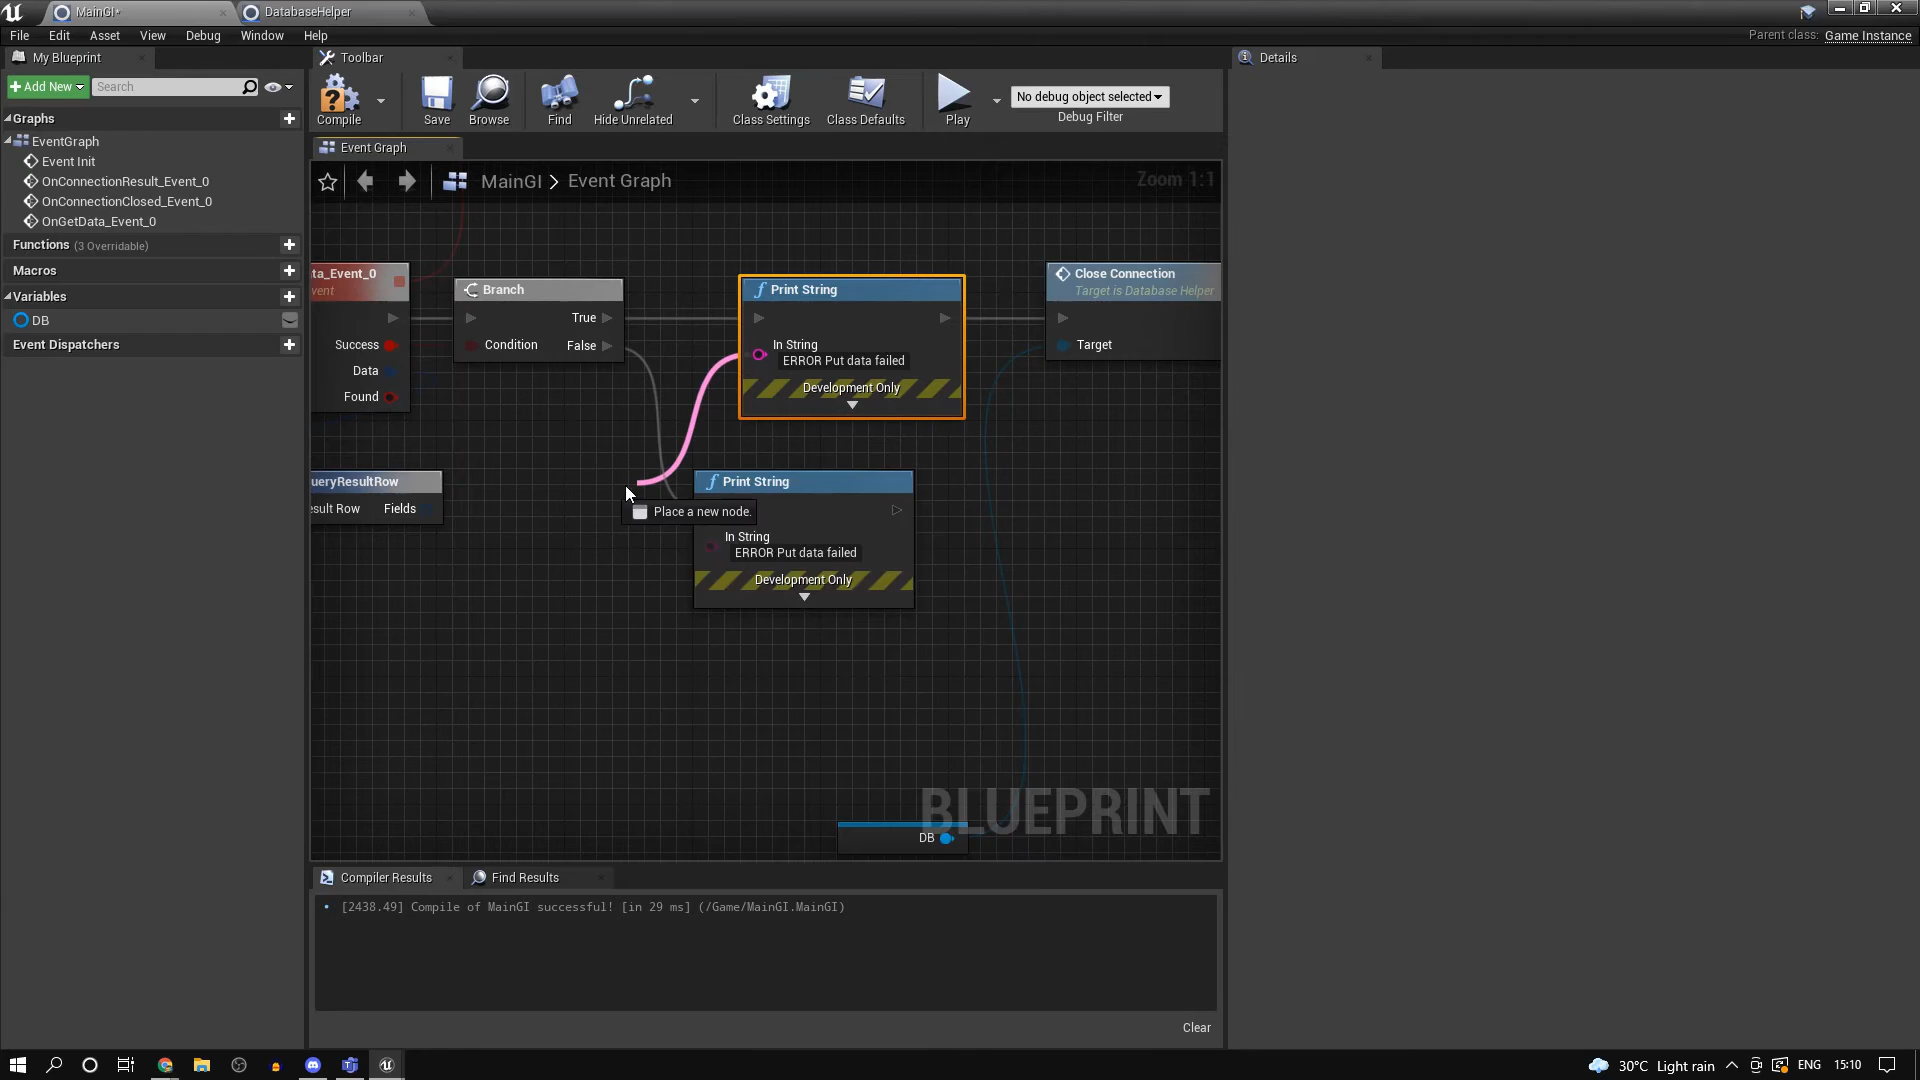 MainGI*
DatabaseHelper
File Edit Asset View Debug Window Help
Parent class: Game Instance
My Blueprint
Toolbar
Details
Add New
Search
Compile
Save
Browse
Find
Hide Unrelated
Class Settings
Class Defaults
Play
No debug object selected
Debug Filter
Graphs
EventGraph
Event Init
OnConnectionResult_Event_0
OnConnectionClosed_Event_0
OnGetData_Event_0
Functions (3 Overridable)
Macros
Variables
DB
Event Dispatchers
Event Graph
MainGI > Event Graph
Zoom 1:1
ta_Event_0
vent
Success
Data
Found
Branch
True
Condition
False
Print String
In String
ERROR Put data failed
Development Only
Close Connection
Target is Database Helper
Target
ueryResultRow
esult Row Fields
Place a new node.
Print String
In String
ERROR Put data failed
Development Only
DB
BLUEPRINT
Compiler Results
Find Results
[2438.49] Compile of MainGI successful! [in 29 ms] (/Game/MainGI.MainGI)
Clear
30°C Light rain
ENG
15:10